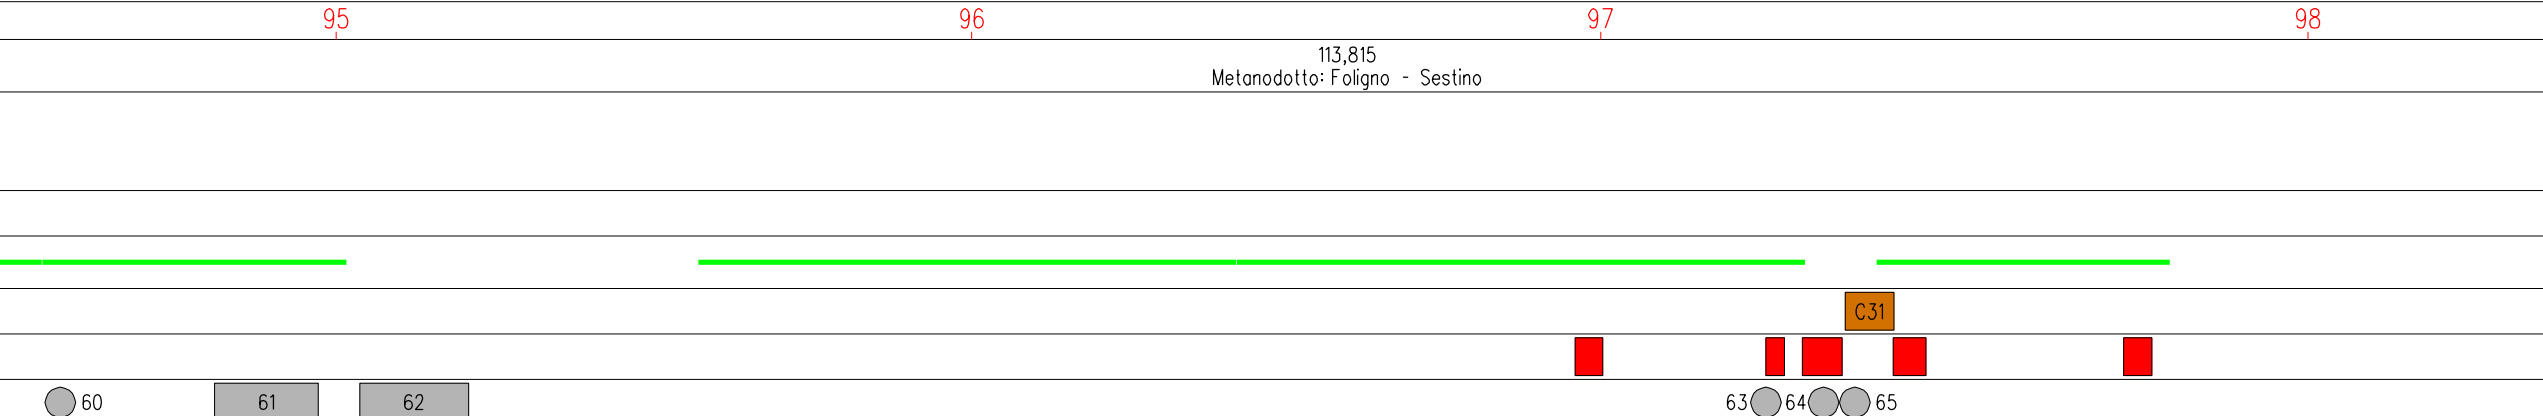 95 96 97 98
113,815
Metanodotto: Foligno - Sestino
C31
60 61 62 63 64 65